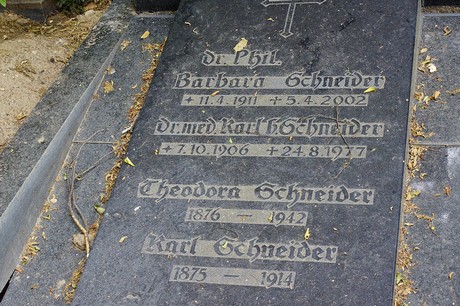 dr. Phil.
Barbara Schneider
*11.4.1911 +5.4.2002
Dr. med. Karl H. Schneider
*7.10.1906 +24.8.1977
Theodora Schneider
1876 - 1942
Karl Schneider
1875 - 1914